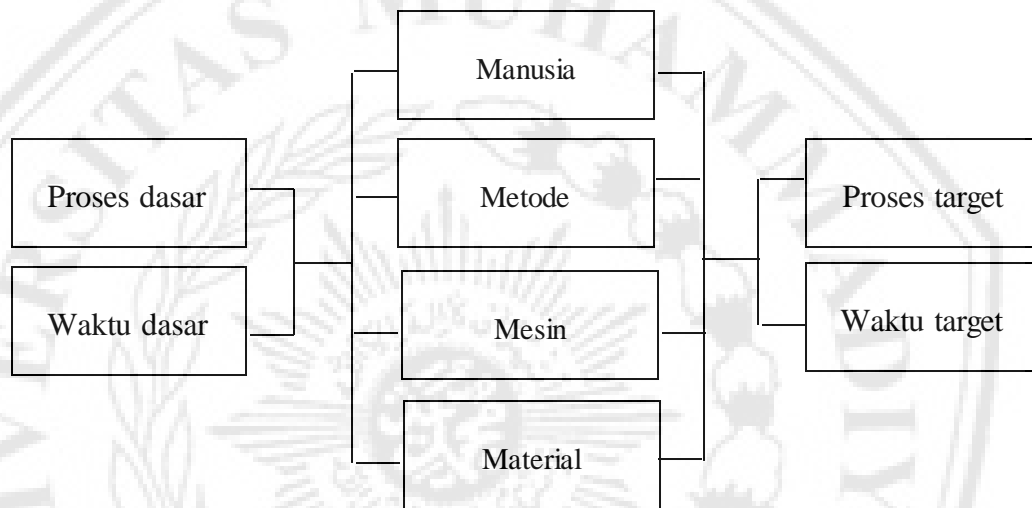 Manusia
Proses dasar
Metode
Proses target
Waktu dasar
Mesin
Waktu target
Material